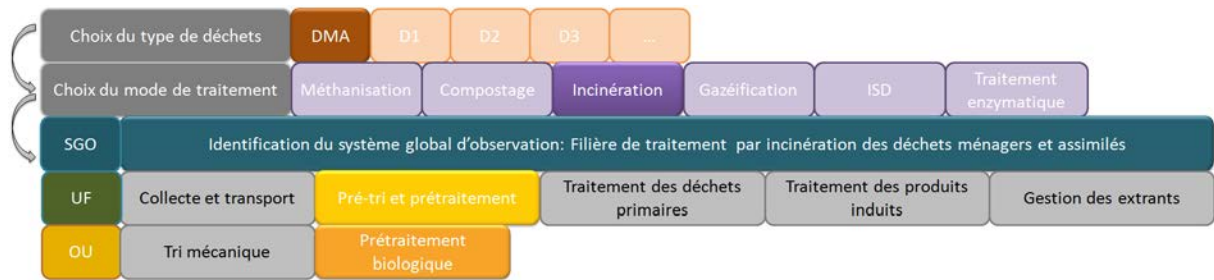 Choix du type de déchets DMA D1 D2 D3 ...
Choix du mode de traitement Méthanisation Compostage Incinération Gazéification ISD Traitement enzymatique
SGO Identification du système global d'observation: Filière de traitement par incinération des déchets ménagers et assimilés
UF Collecte et transport Pré-tri et prétraitement Traitement des déchets primaires Traitement des produits induits Gestion des extrants
OU Tri mécanique Prétraitement biologique